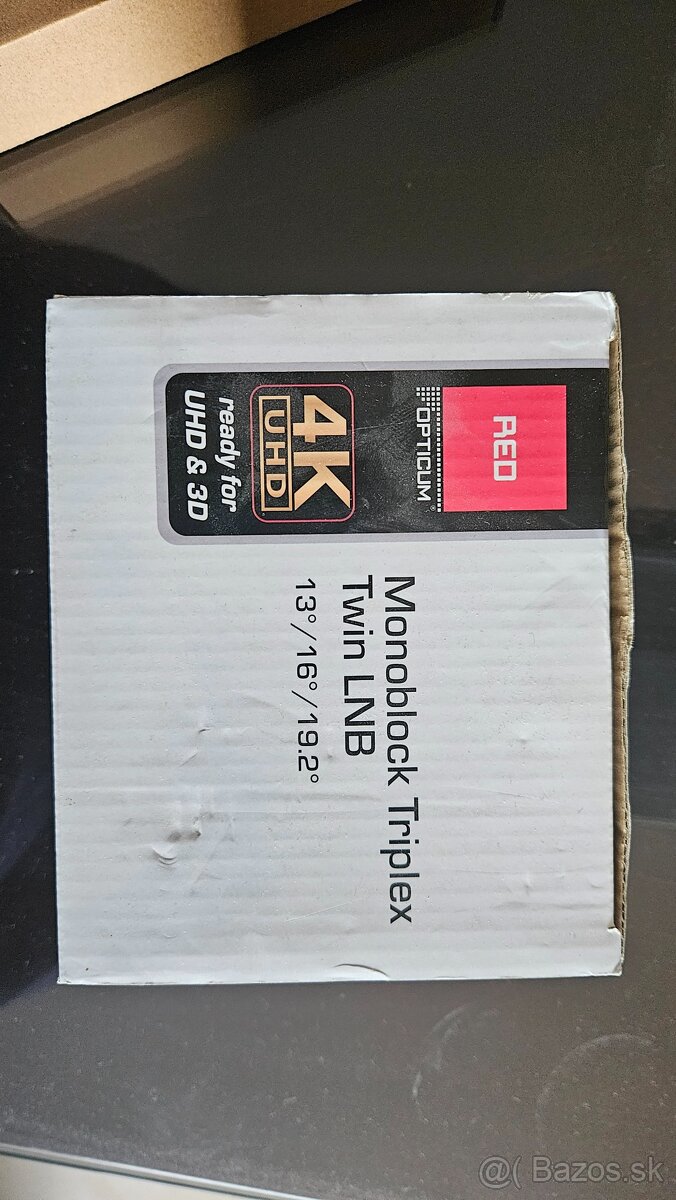 RED
OPTICUM
4K
UHD
ready for
UHD & 3D
Monoblock Triplex
Twin LNB
13°/16°/19.2°
@( Bazos.sk